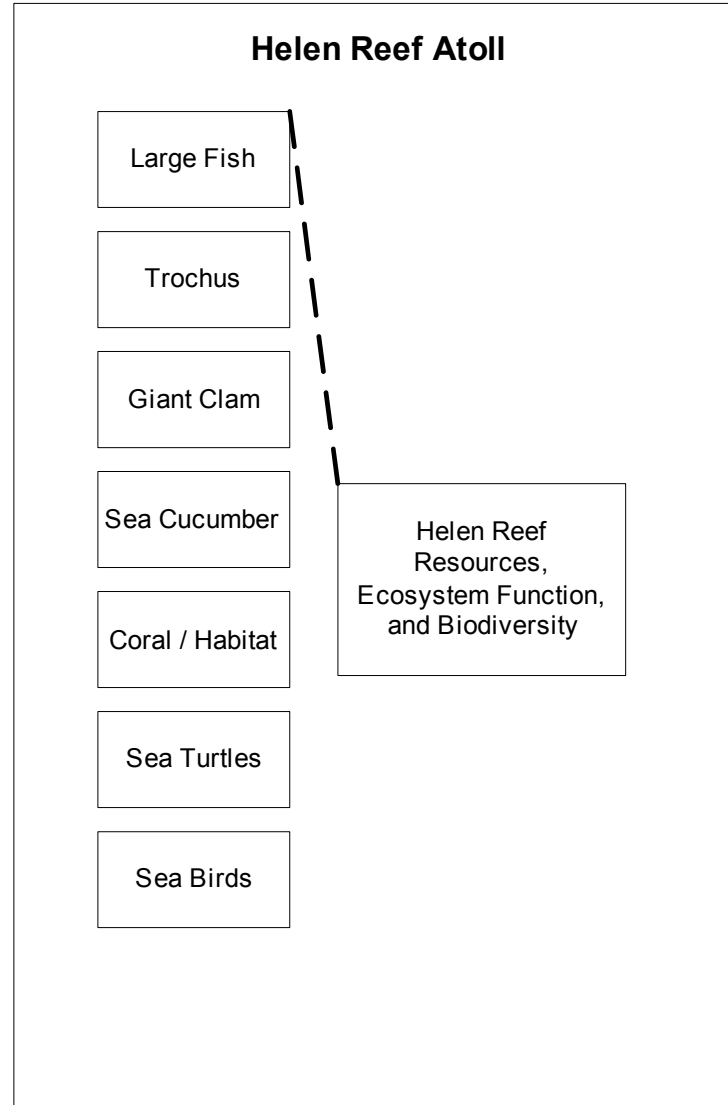 Helen Reef Atoll
Large Fish
Trochus
Giant Clam
Sea Cucumber
Coral / Habitat
Sea Turtles
Sea Birds
Helen Reef
Resources,
Ecosystem Function,
and Biodiversity